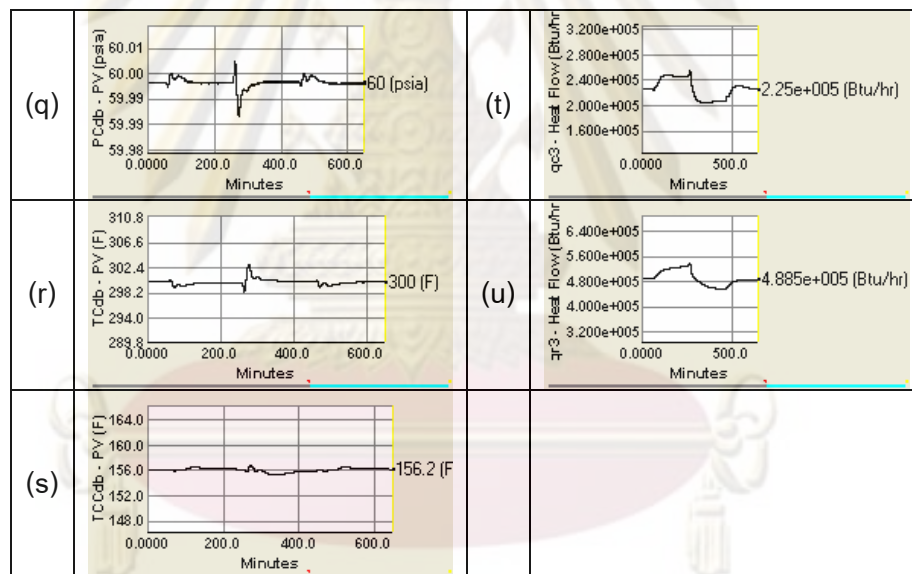 (q)
PCdb - PV (psia)
60.01
60.00
59.99
59.99
59.98
0.0000 200.0 400.0 600.0
Minutes
60 (psia)
(t)
qc3 - Heat Flow (Btu/hr)
3.200e+005
2.800e+005
2.400e+005
2.000e+005
1.600e+005
0.0000 500.0
Minutes
2.25e+005 (Btu/hr)
(r)
TCdb - PV (F)
310.8
306.6
302.4
298.2
294.0
289.8
0.0000 200.0 400.0 600.0
Minutes
300 (F)
(u)
qr3 - Heat Flow (Btu/hr)
6.400e+005
5.600e+005
4.800e+005
4.000e+005
3.200e+005
0.0000 500.0
Minutes
4.885e+005 (Btu/hr)
(s)
TCCdb - PV (F)
164.0
160.0
156.0
152.0
148.0
0.0000 200.0 400.0 600.0
Minutes
156.2 (F